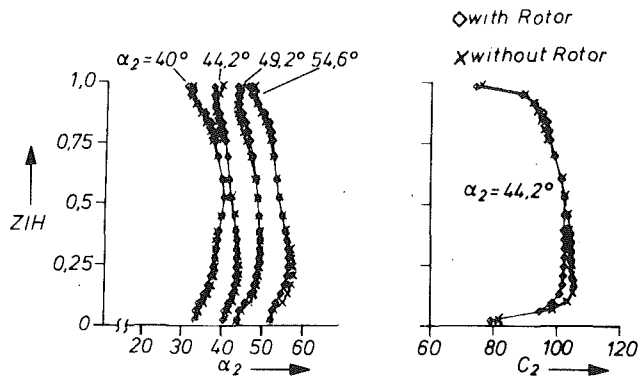 ◇ with Rotor
× without Rotor
α₂=40° 44,2° 49,2° 54,6°
1,0
0,75
Z/H
0,5
0,25
0
20 30 40 50 60
α₂
α₂=44,2°
60 80 100 120
C₂